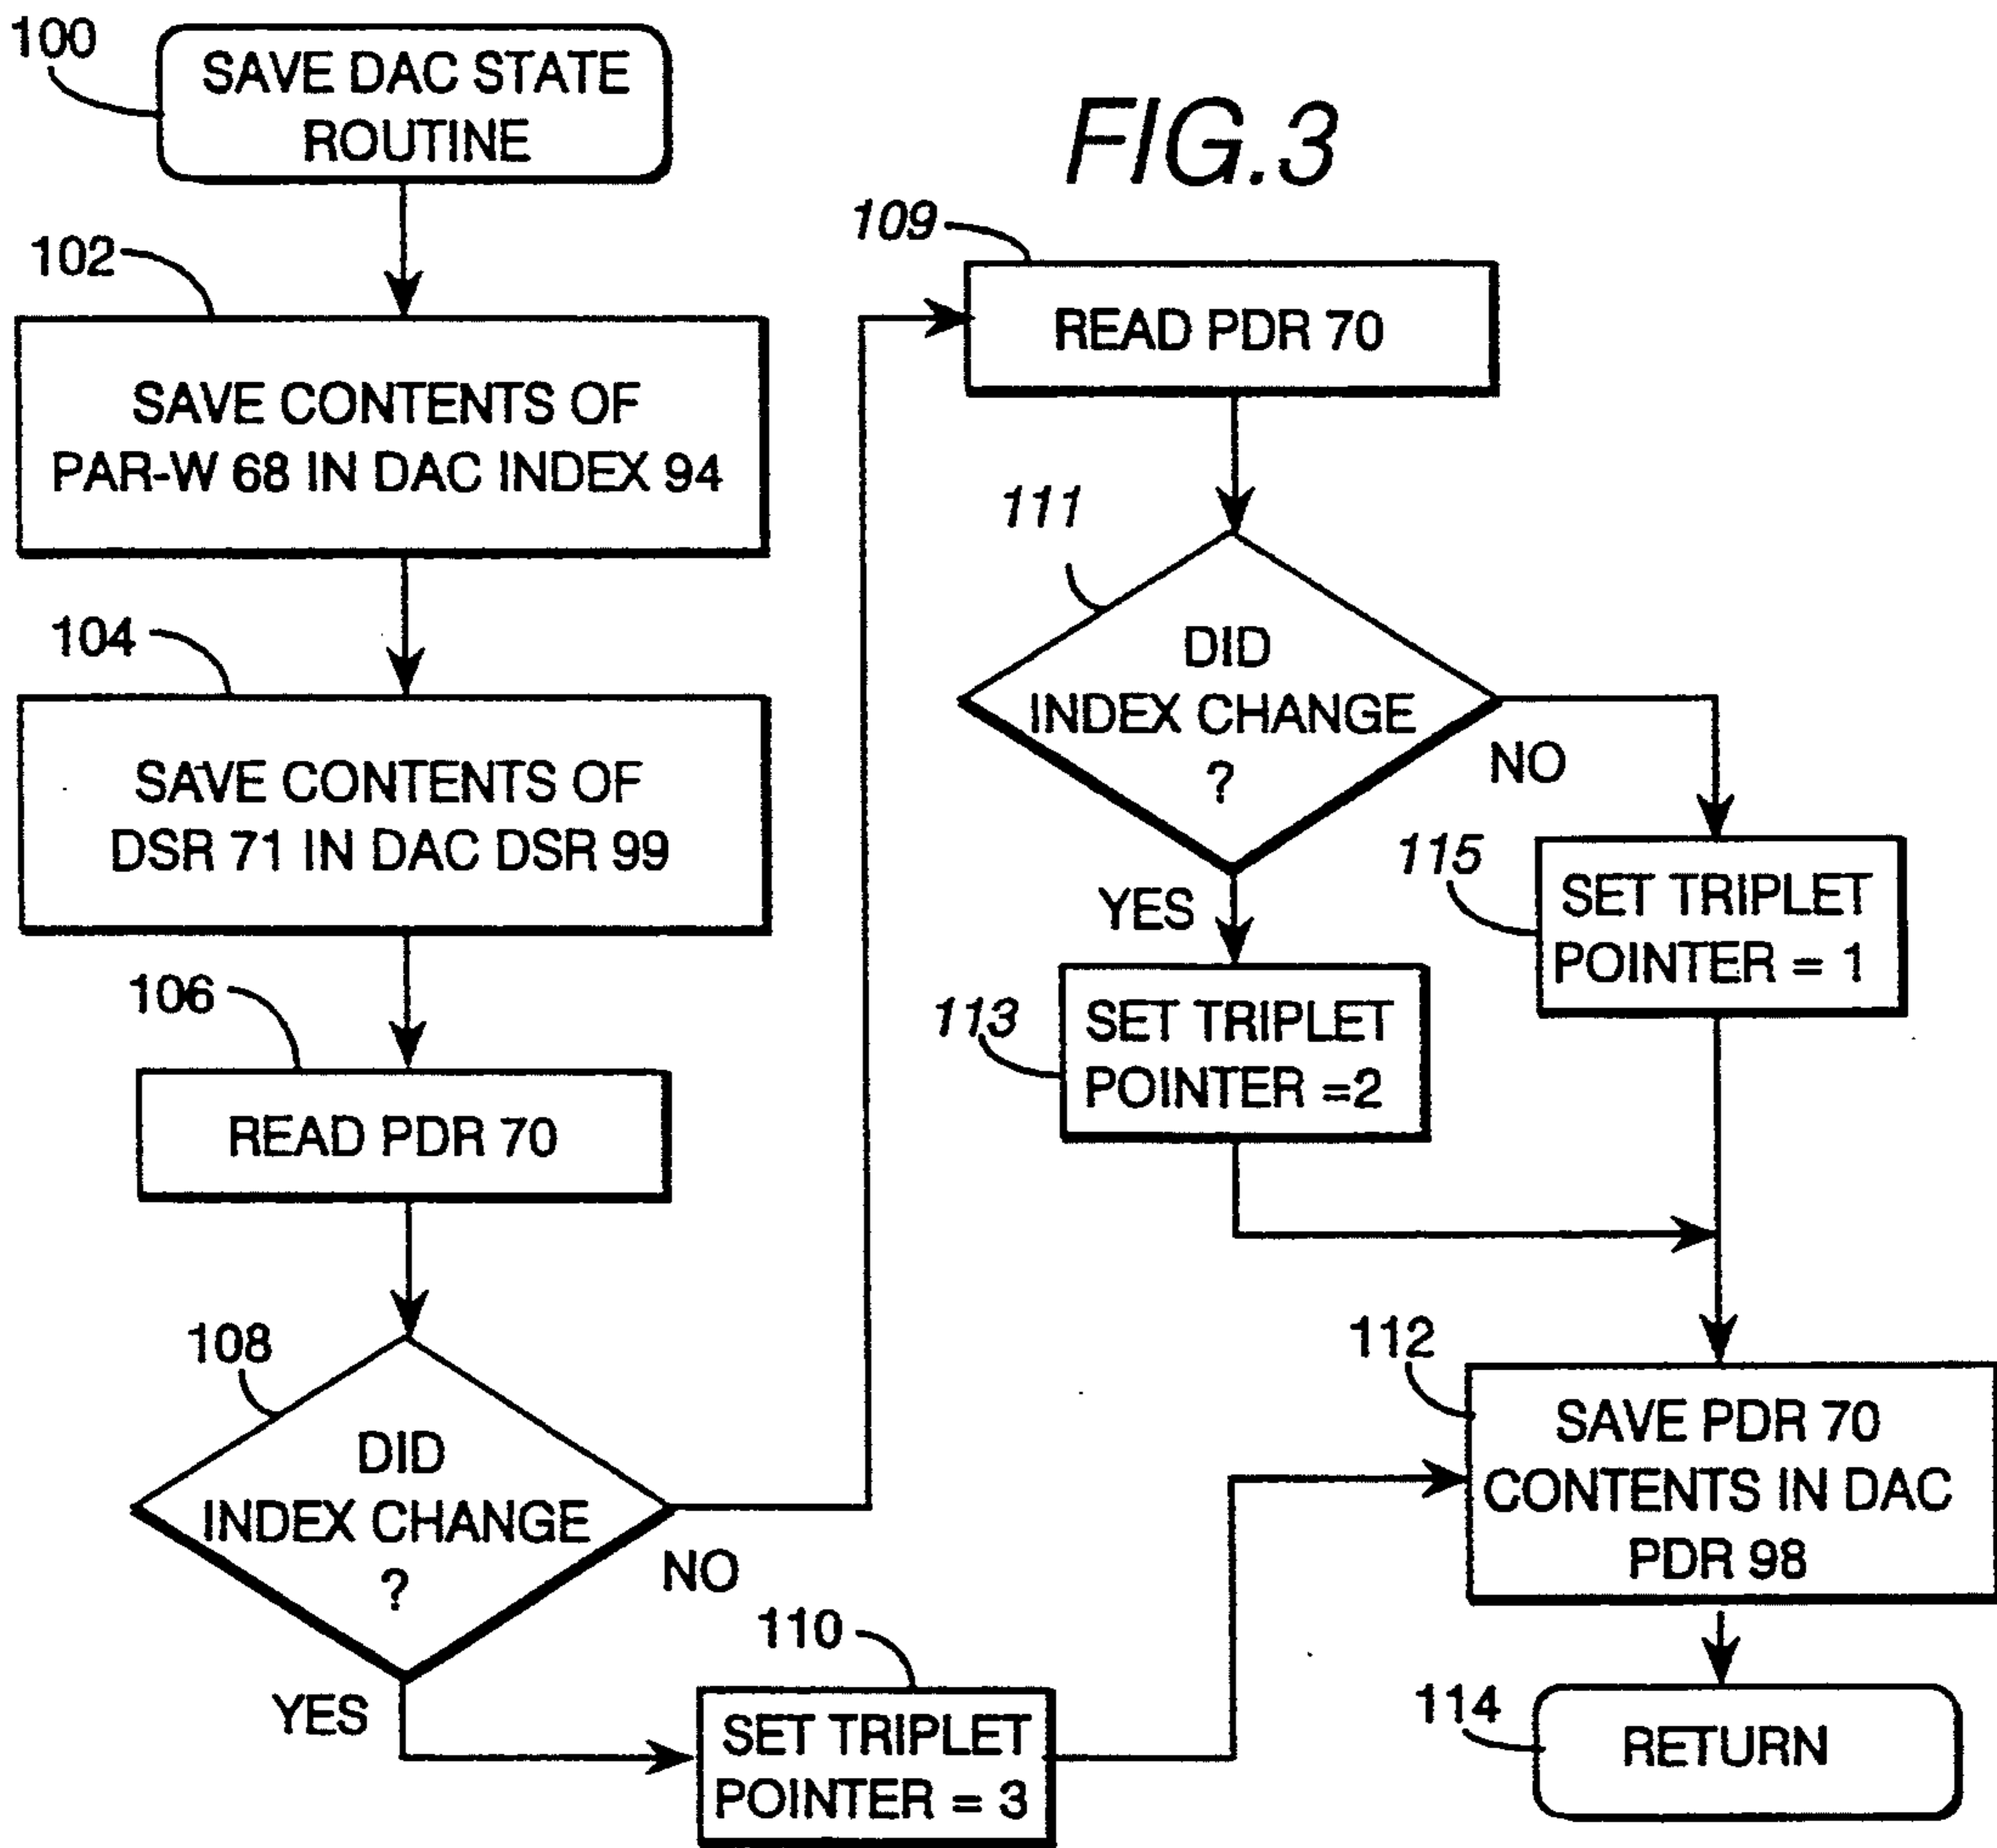 FIG.3
100
SAVE DAC STATE
ROUTINE
102
SAVE CONTENTS OF
PAR-W 68 IN DAC INDEX 94
104
SAVE CONTENTS OF
DSR 71 IN DAC DSR 99
106
READ PDR 70
108
DID
INDEX CHANGE
?
NO
YES
110
SET TRIPLET
POINTER = 3
109
READ PDR 70
111
DID
INDEX CHANGE
?
NO
YES
113
SET TRIPLET
POINTER =2
115
SET TRIPLET
POINTER = 1
112
SAVE PDR 70
CONTENTS IN DAC
PDR 98
114
RETURN